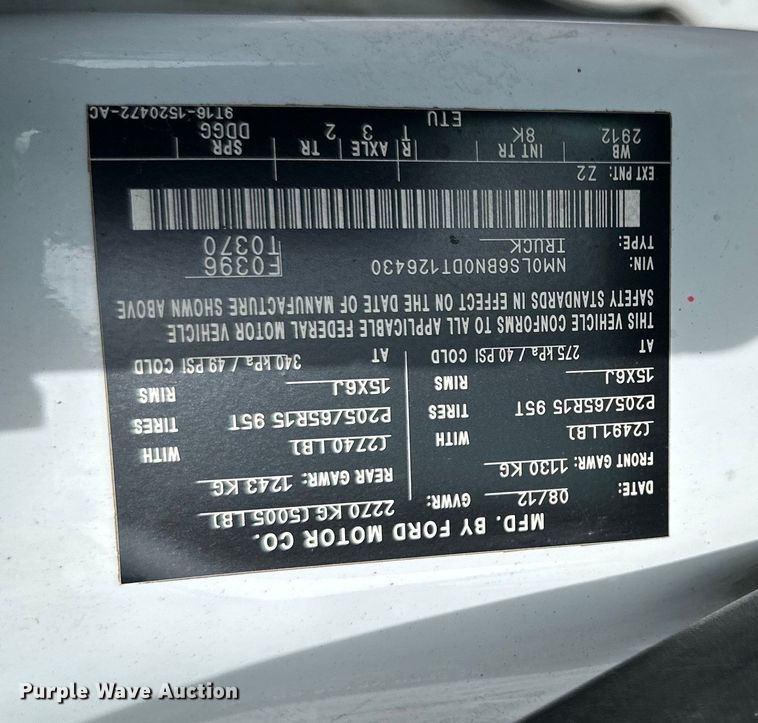 MFD. BY FORD MOTOR CO.
DATE: 08/12 GVWR: 2270 KG (5005 LB)
FRONT GAWR: 1130 KG REAR GAWR: 1243 KG
(2491 LB) WITH (2740 LB) WITH
P205/65R15 95T TIRES P205/65R15 95T TIRES
15X6J RIMS 15X6J RIMS
AT 275 kPa / 40 PSI COLD AT 340 kPa / 49 PSI COLD
THIS VEHICLE CONFORMS TO ALL APPLICABLE FEDERAL MOTOR VEHICLE
SAFETY STANDARDS IN EFFECT ON THE DATE OF MANUFACTURE SHOWN ABOVE
VIN: NM0LS6BN0DT126430 F0396
TYPE: TRUCK T0370
EXT PNT: Z2
WB INT TR R AXLE TR SPR
2912 8K T 3 2 DDGG
ETU 9T16-1520472-AC
Purple Wave Auction